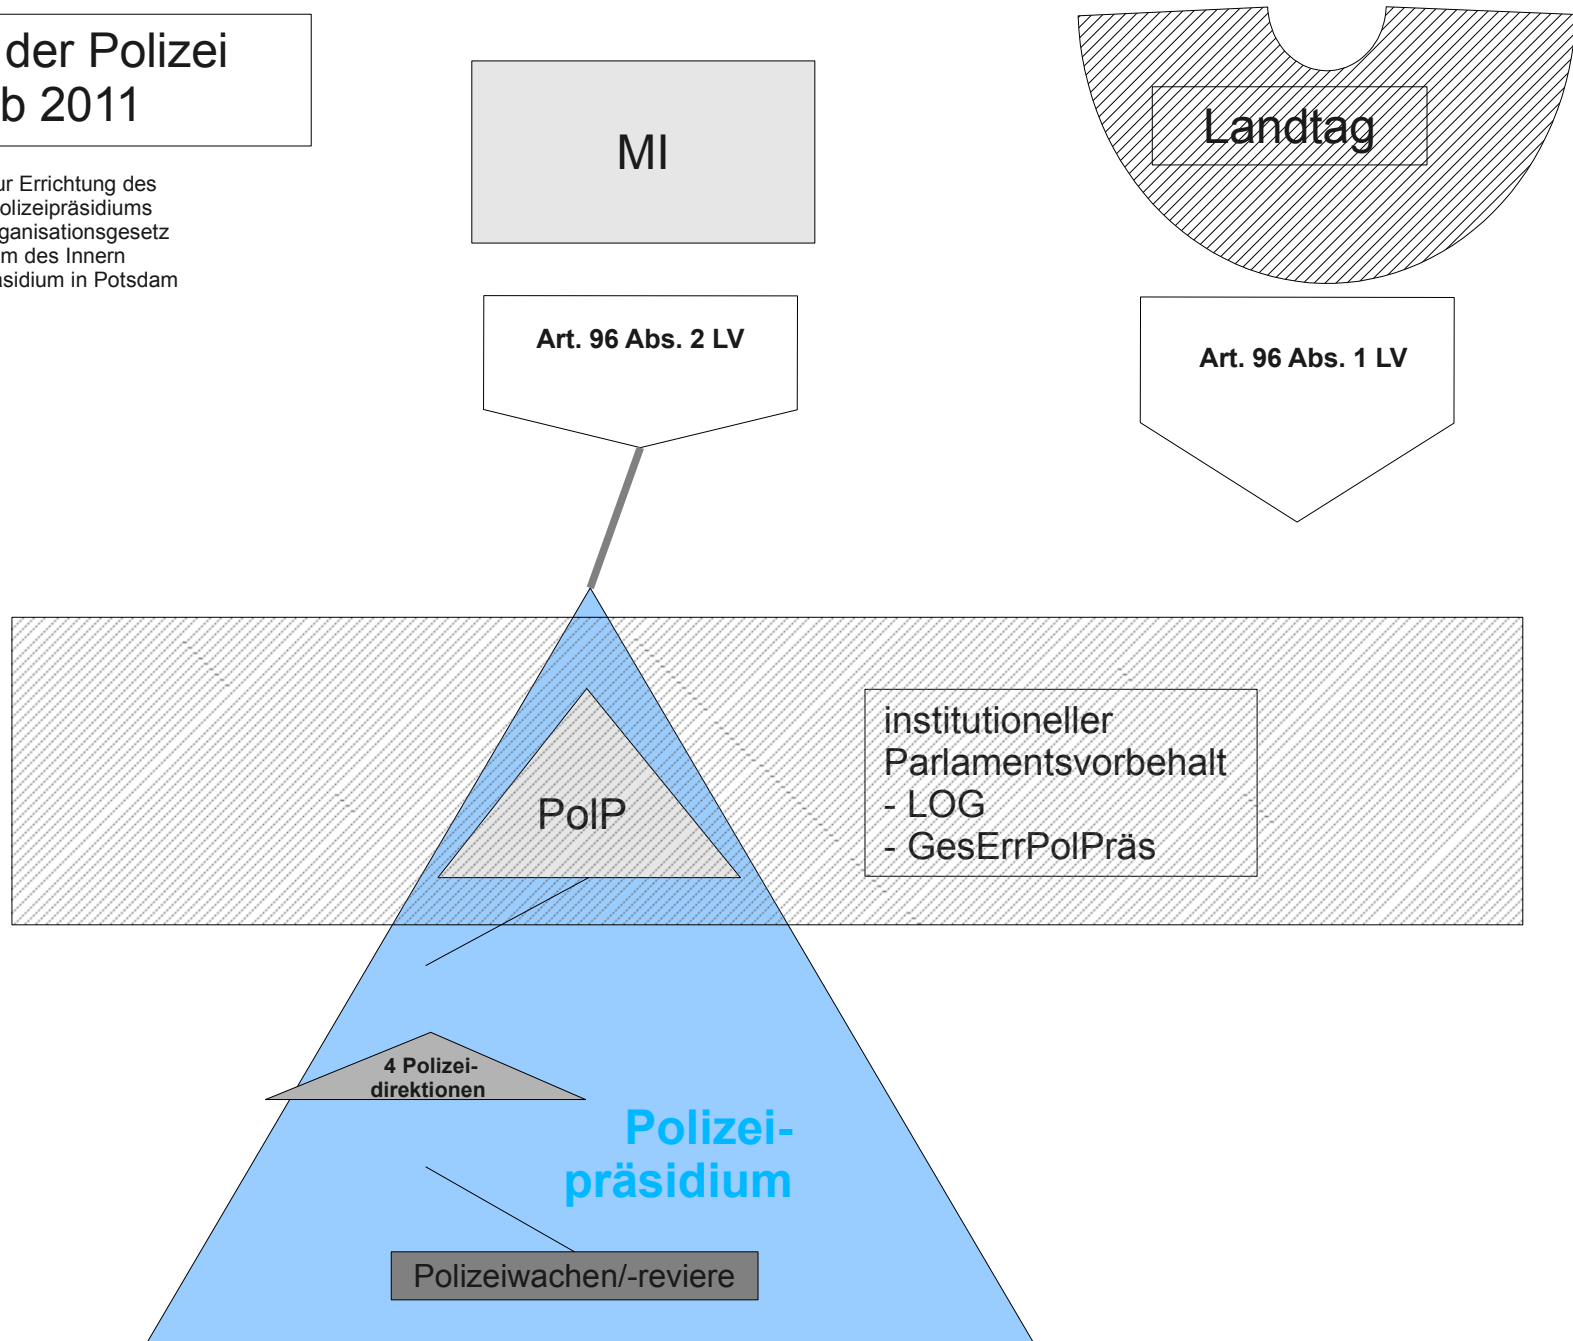 der Polizei
b 2011
ur Errichtung des
olizeipräsidiums
ganisationsgesetz
m des Innern
äsidium in Potsdam
MI
Landtag
Art. 96 Abs. 2 LV
Art. 96 Abs. 1 LV
institutioneller
Parlamentsvorbehalt
- LOG
- GesErrPolPräs
PolP
4 Polizei-
direktionen
Polizei-
präsidium
Polizeiwachen/-reviere